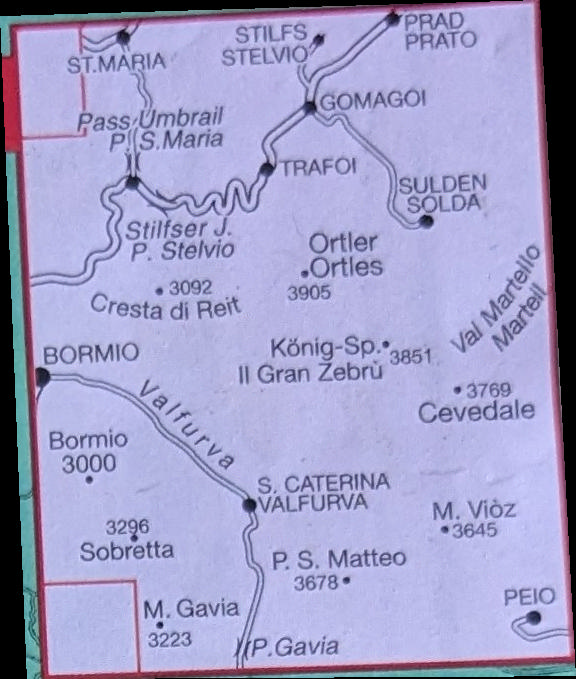 STILFS
STELVIO
PRAD
PRATO
ST.MARIA
GOMAGOI
Pass Umbrail
P. S.Maria
TRAFOI
SULDEN
SOLDA
Stilfser J.
P. Stelvio
Ortler
Ortles
3905
3092
Cresta di Reit
Val Martello
Martell
König-Sp.
3851
Il Gran Zebrù
BORMIO
3769
Cevedale
Valfurva
Bormio
3000
S. CATERINA
VALFURVA
M. Viòz
3645
3296
Sobretta
P. S. Matteo
3678
PEIO
M. Gavia
3223
P.Gavia